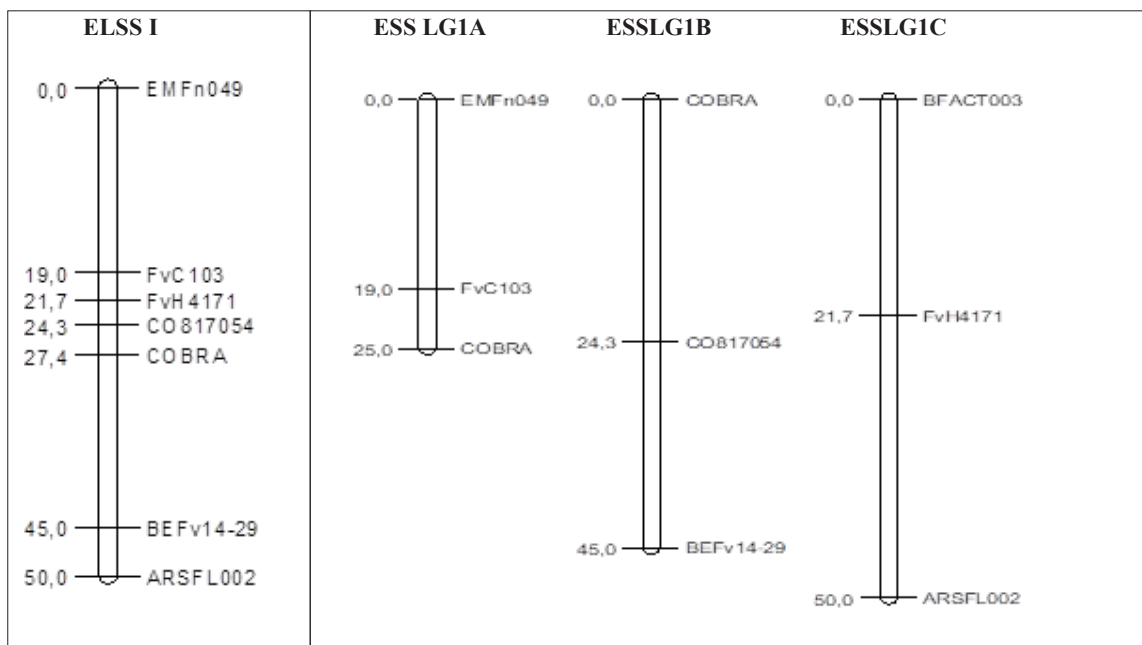 ELSS I
0,0 EMFn049
19,0 FvC103
21,7 FvH4171
24,3 CO817054
27,4 COBRA
45,0 BEFv14-29
50,0 ARSFL002
ESS LG1A
0,0 EMFn049
19,0 FvC103
25,0 COBRA
ESSLG1B
0,0 COBRA
24,3 CO817054
45,0 BEFv14-29
ESSLG1C
0,0 BFACT003
21,7 FvH4171
50,0 ARSFL002